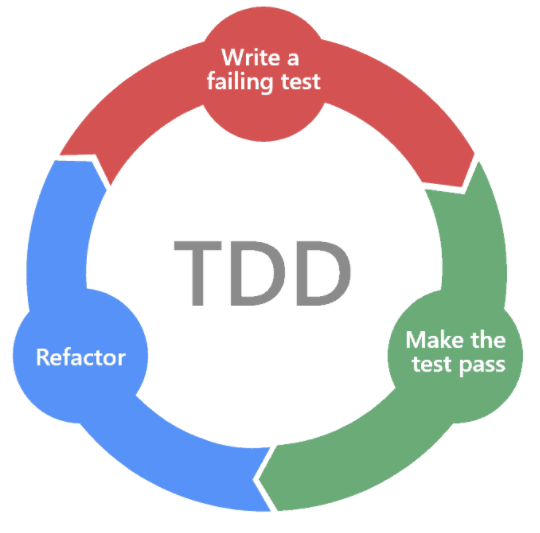 Write a
failing test
TDD
Make the
test pass
Refactor